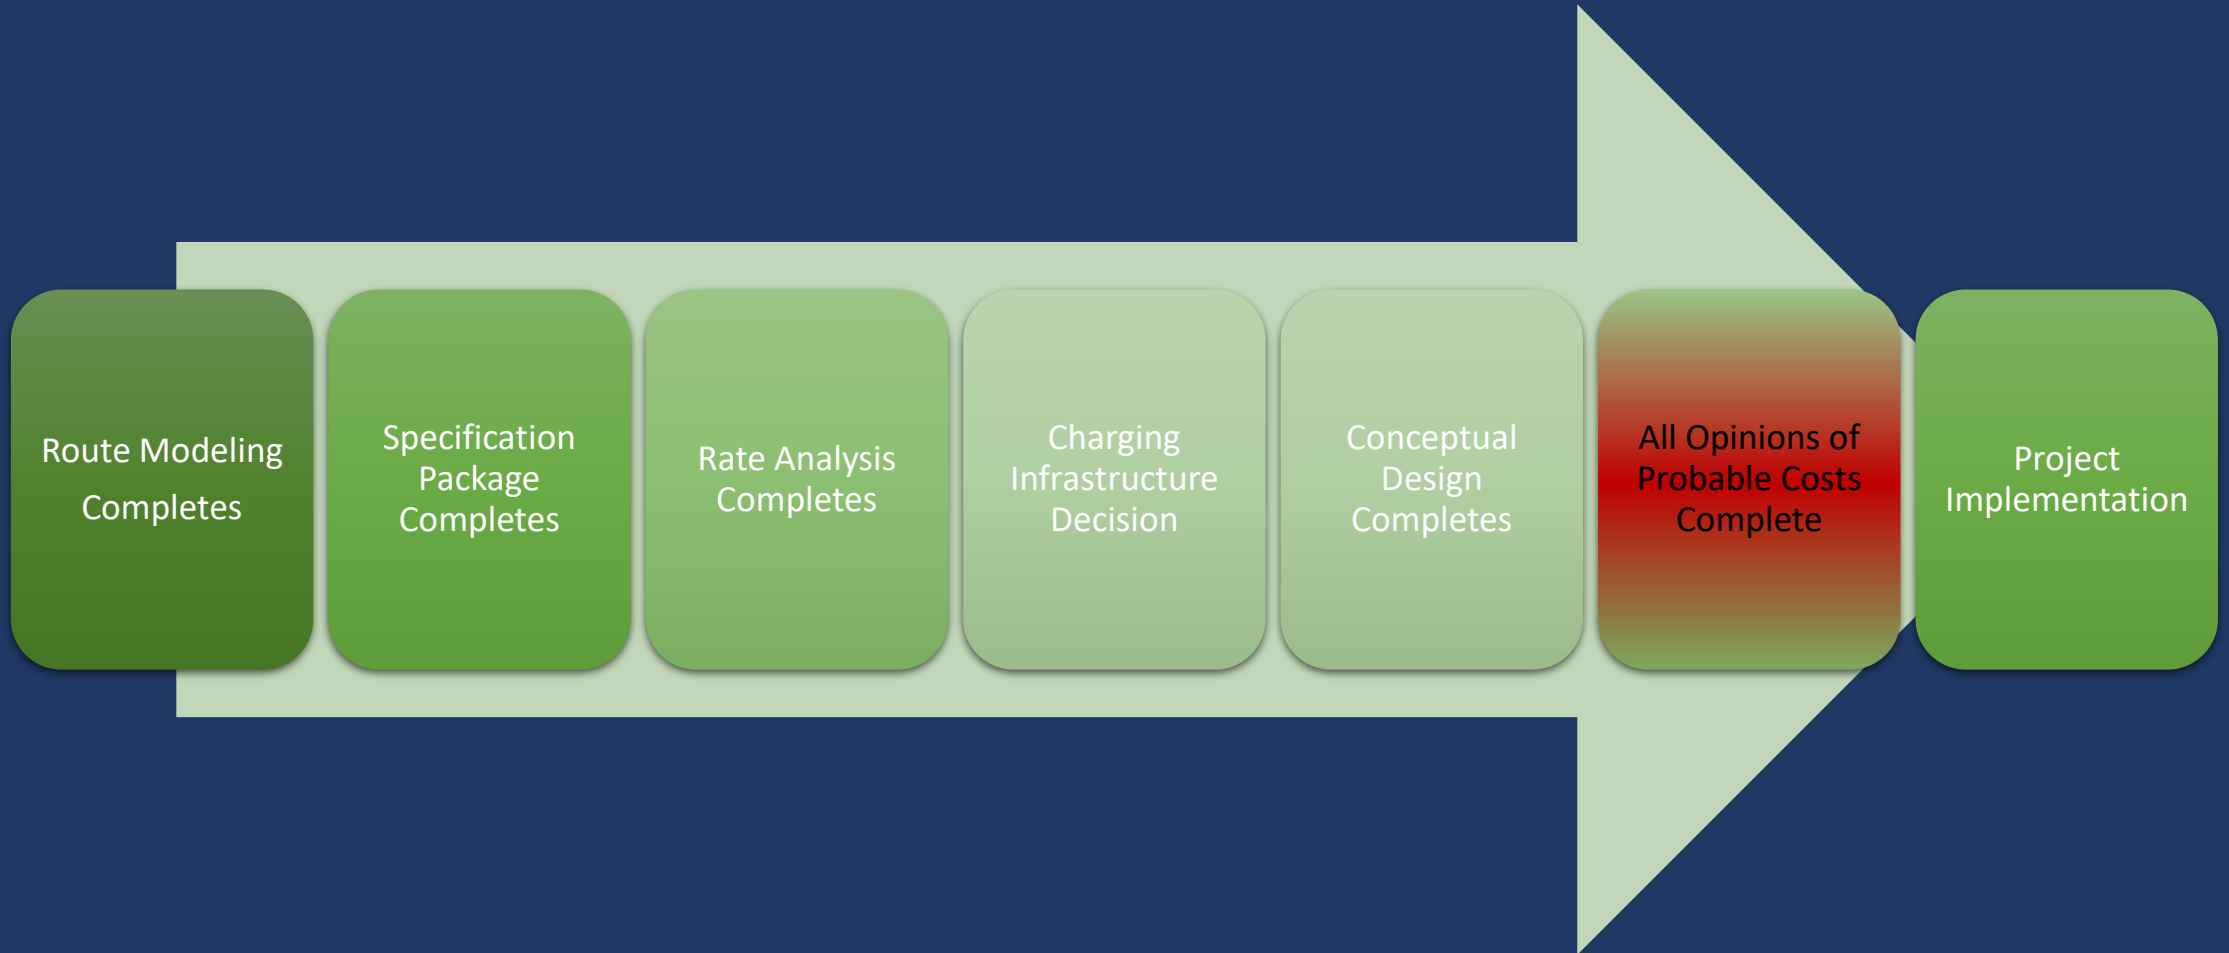 Route Modeling
Completes
Specification
Package
Completes
Rate Analysis
Completes
Charging
Infrastructure
Decision
Conceptual
Design
Completes
All Opinions of
Probable Costs
Complete
Project
Implementation